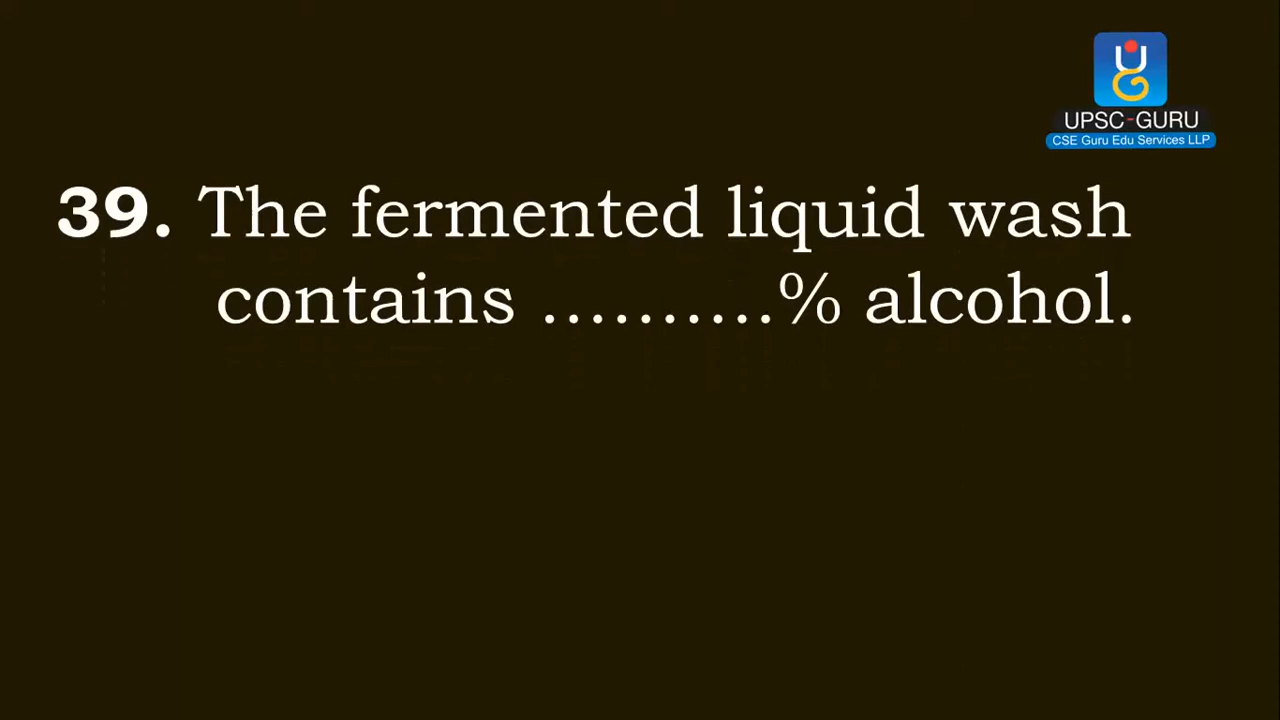 UPSC-GURU
CSE Guru Edu Services LLP
39. The fermented liquid wash
contains ..........% alcohol.